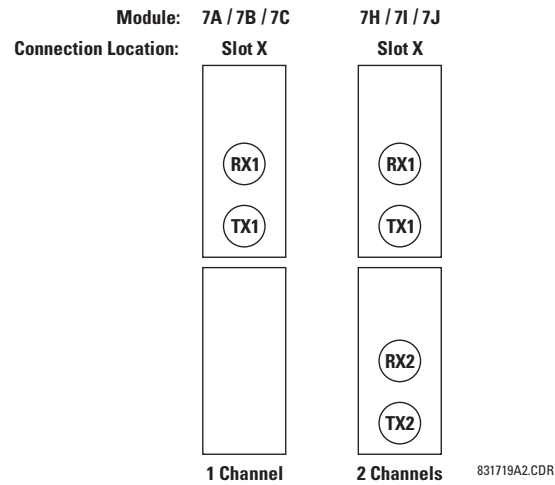 Module: 7A / 7B / 7C 7H / 7I / 7J
Connection Location: Slot X Slot X
RX1 RX1
TX1 TX1
RX2
TX2
1 Channel 2 Channels 831719A2.CDR